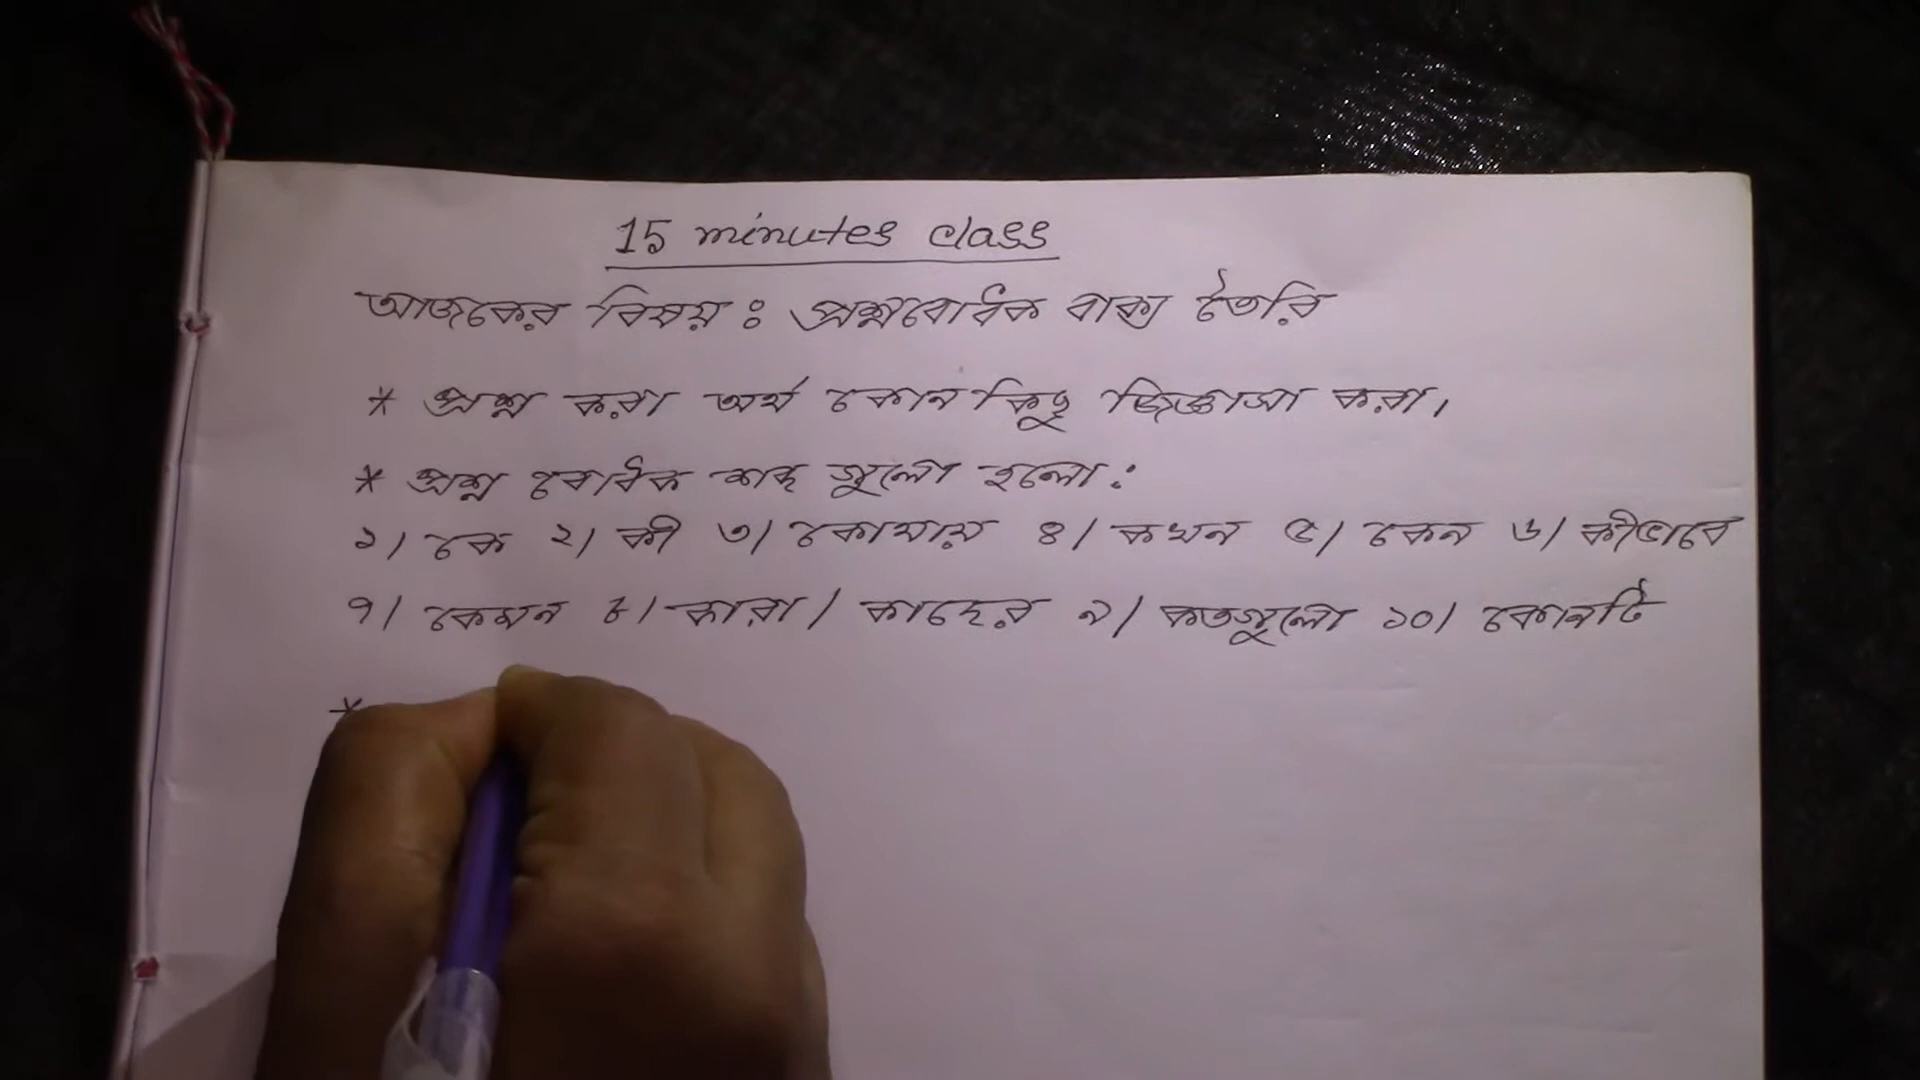 15 minutes class
আজকের বিষয় : প্রশ্নবোধক বাক্য তৈরি
* প্রশ্ন করা অর্থ কোন কিছু জিজ্ঞাসা করা।
* প্রশ্ন বোধক শব্দ গুলো হলো :
১/ কে ২/ কী ৩/ কোথায় ৪/ কখন ৫/ কেন ৬/ কীভাবে
৭/ কেমন ৮/ কারা / কাদের ৯/ কতগুলো ১০/ কোনটি
*